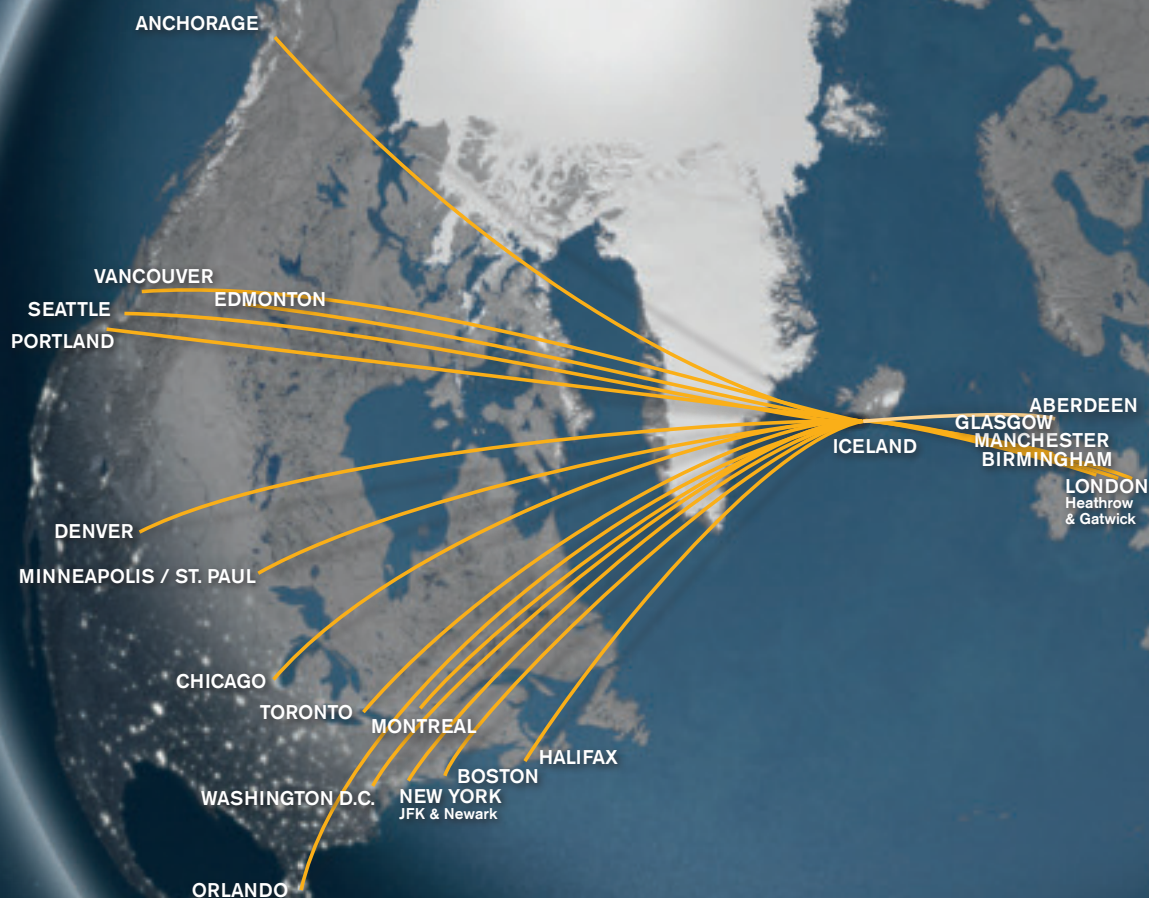 ANCHORAGE
VANCOUVER
EDMONTON
SEATTLE
PORTLAND
ABERDEEN
GLASGOW
MANCHESTER
ICELAND
BIRMINGHAM
LONDON
Heathrow
& Gatwick
DENVER
MINNEAPOLIS / ST. PAUL
CHICAGO
TORONTO
MONTREAL
HALIFAX
BOSTON
WASHINGTON D.C.
NEW YORK
JFK & Newark
ORLANDO